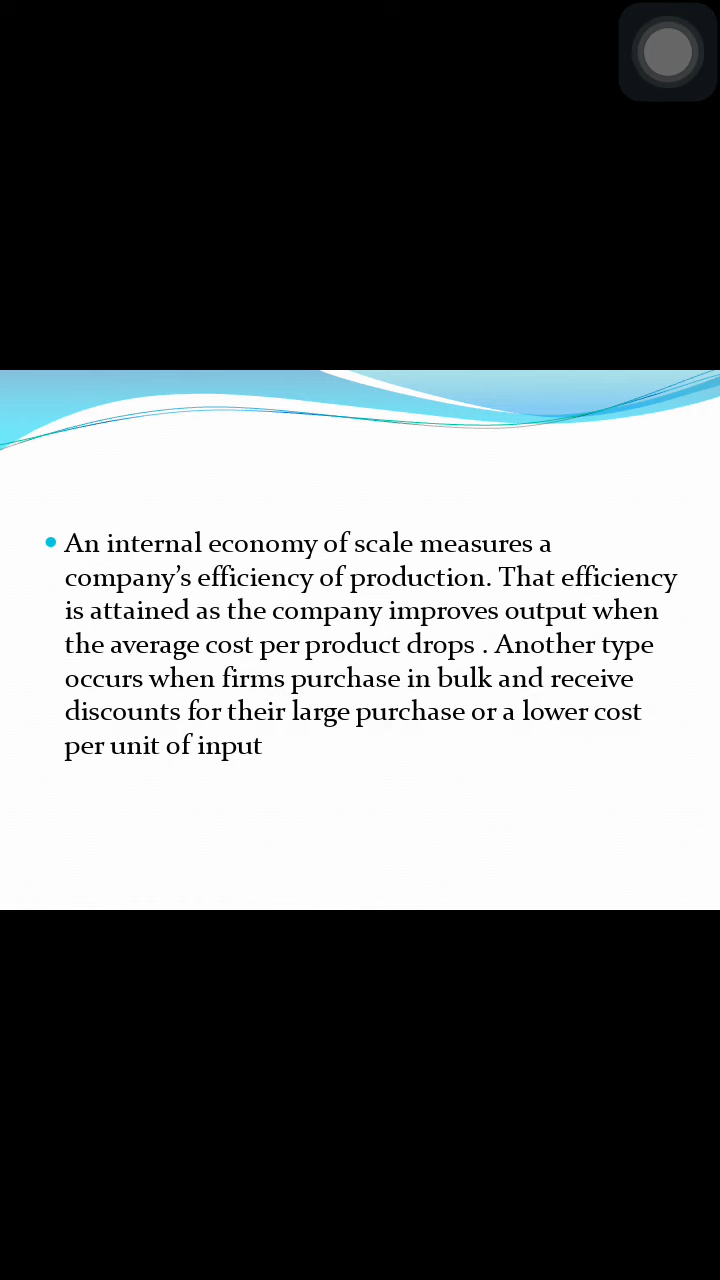 An internal economy of scale measures a
company’s efficiency of production. That efficiency
is attained as the company improves output when
the average cost per product drops . Another type
occurs when firms purchase in bulk and receive
discounts for their large purchase or a lower cost
per unit of input